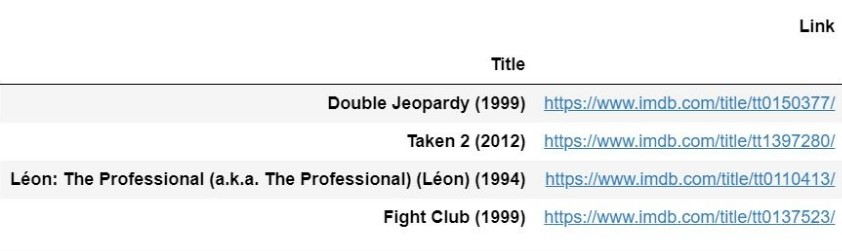 Link
Title
Double Jeopardy (1999) https://www.imdb.com/title/tt0150377/
Taken 2 (2012) https://www.imdb.com/title/tt1397280/
Léon: The Professional (a.k.a. The Professional) (Léon) (1994) https://www.imdb.com/title/tt0110413/
Fight Club (1999) https://www.imdb.com/title/tt0137523/